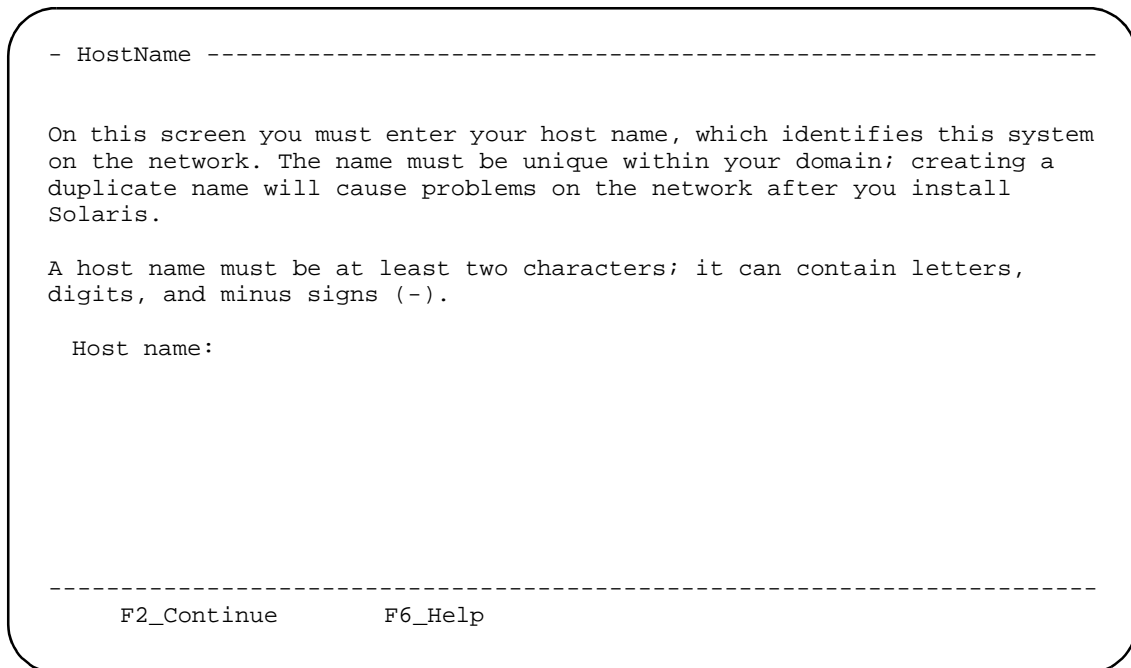 - HostName --------------------------------------------------------------
On this screen you must enter your host name, which identifies this system
on the network. The name must be unique within your domain; creating a
duplicate name will cause problems on the network after you install
Solaris.
A host name must be at least two characters; it can contain letters,
digits, and minus signs (-).
Host name:
-------------------------------------------------------------------------
F2_Continue F6_Help